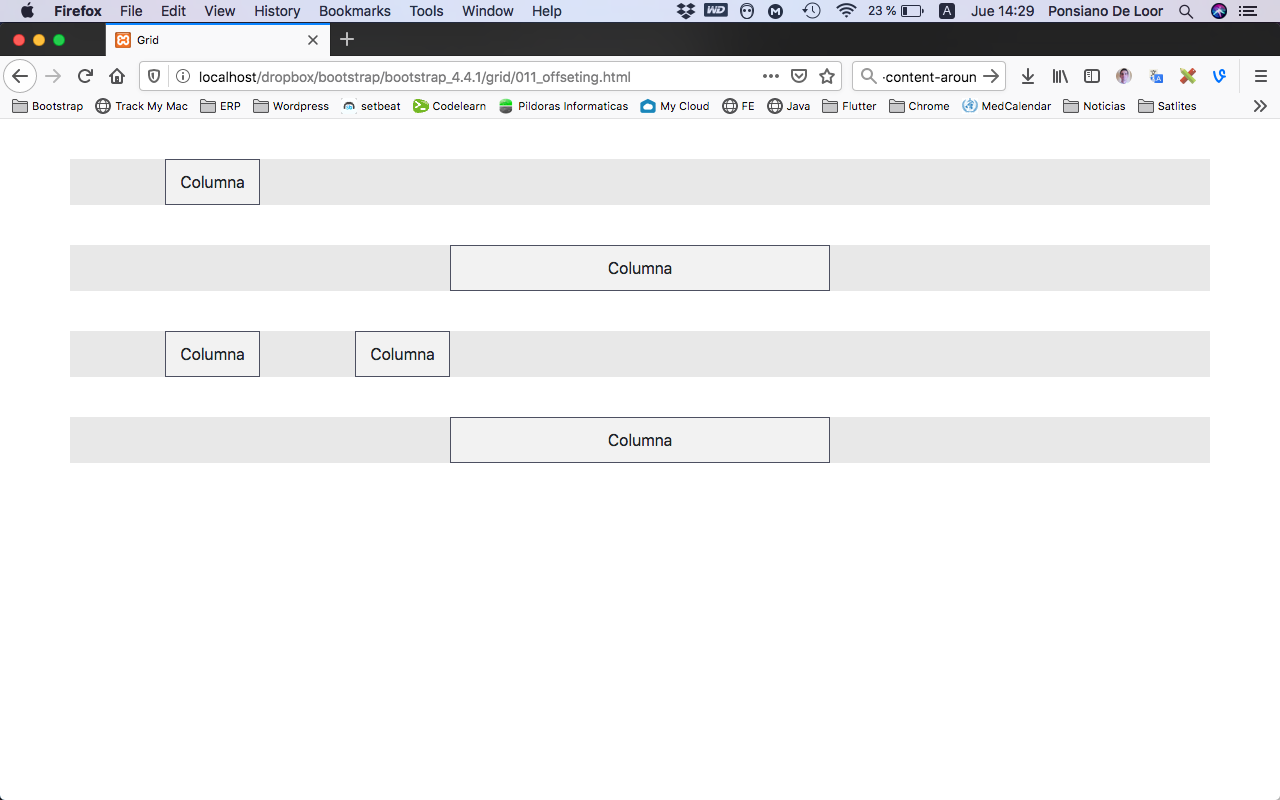 Firefox File Edit View History Bookmarks Tools Window Help WD M 23 % A Jue 14:29 Ponsiano De Loor
Grid
localhost/dropbox/bootstrap/bootstrap_4.4.1/grid/011_offseting.html ·content-aroun
Bootstrap Track My Mac ERP Wordpress setbeat Codelearn Pildoras Informaticas My Cloud FE Java Flutter Chrome MedCalendar Noticias Satlites
Columna
Columna
Columna Columna
Columna